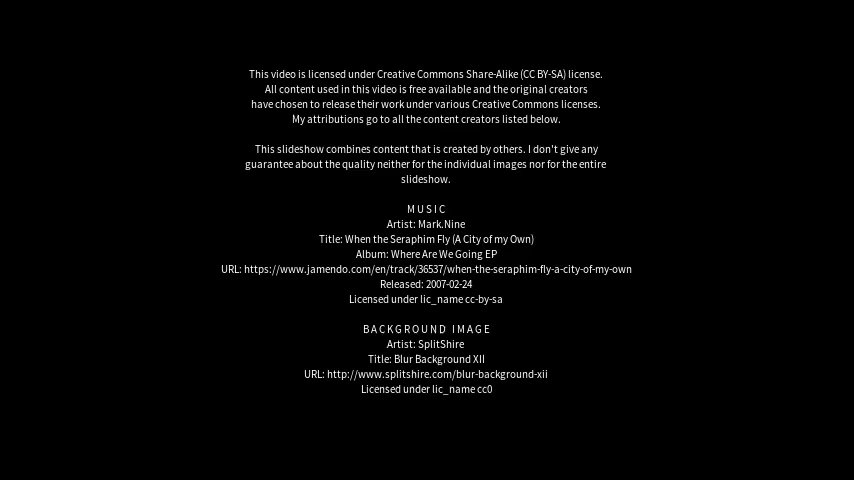 This video is licensed under Creative Commons Share-Alike (CC BY-SA) license.
All content used in this video is free available and the original creators
have chosen to release their work under various Creative Commons licenses.
My attributions go to all the content creators listed below.
This slideshow combines content that is created by others. I don't give any
guarantee about the quality neither for the individual images nor for the entire
slideshow.
MUSIC
Artist: Mark.Nine
Title: When the Seraphim Fly (A City of my Own)
Album: Where Are We Going EP
URL: https://www.jamendo.com/en/track/36537/when-the-seraphim-fly-a-city-of-my-own
Released: 2007-02-24
Licensed under lic_name cc-by-sa
BACKGROUND IMAGE
Artist: SplitShire
Title: Blur Background XII
URL: http://www.splitshire.com/blur-background-xii
Licensed under lic_name cc0